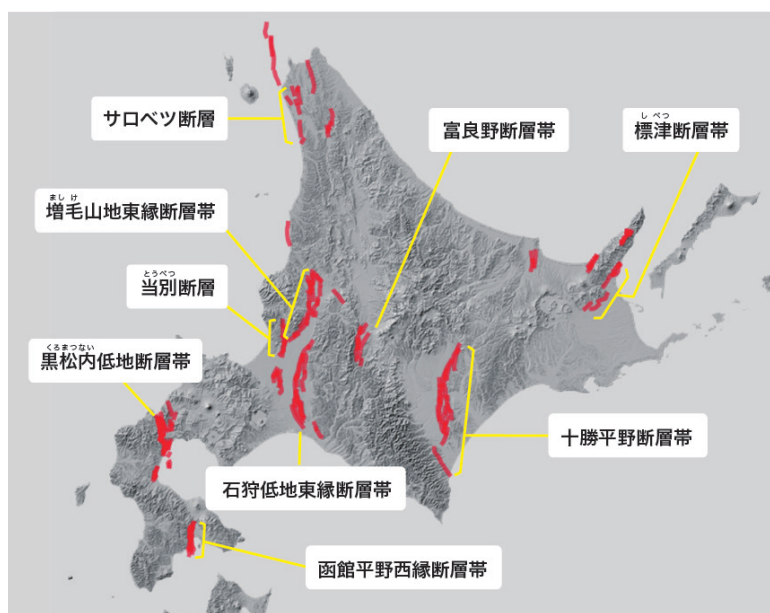 サロベツ断層
富良野断層帯
しべつ
標津断層帯
ましけ
増毛山地東縁断層帯
とうべつ
当別断層
くろまつない
黒松内低地断層帯
十勝平野断層帯
石狩低地東縁断層帯
函館平野西縁断層帯